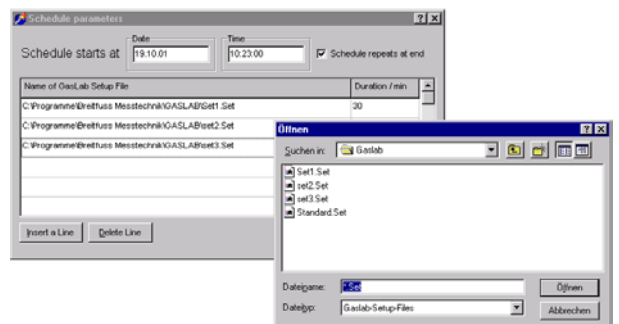 Schedule parameters
Date
Time
Schedule starts at
19.10.01
10:23:00
Schedule repeats at end
Name of GasLab Setup File
Duration / min
C:\Programme\Breitfuss Messtechnik\GASLAB\Set1.Set
30
C:\Programme\Breitfuss Messtechnik\GASLAB\set2.Set
C:\Programme\Breitfuss Messtechnik\GASLAB\set3.Set
Insert a Line
Delete Line
Öffnen
Suchen in:
Gaslab
Set1.Set
set2.Set
set3.Set
Standard.Set
Dateiname:
*.Set
Öffnen
Dateityp:
Gaslab-Setup-Files
Abbrechen